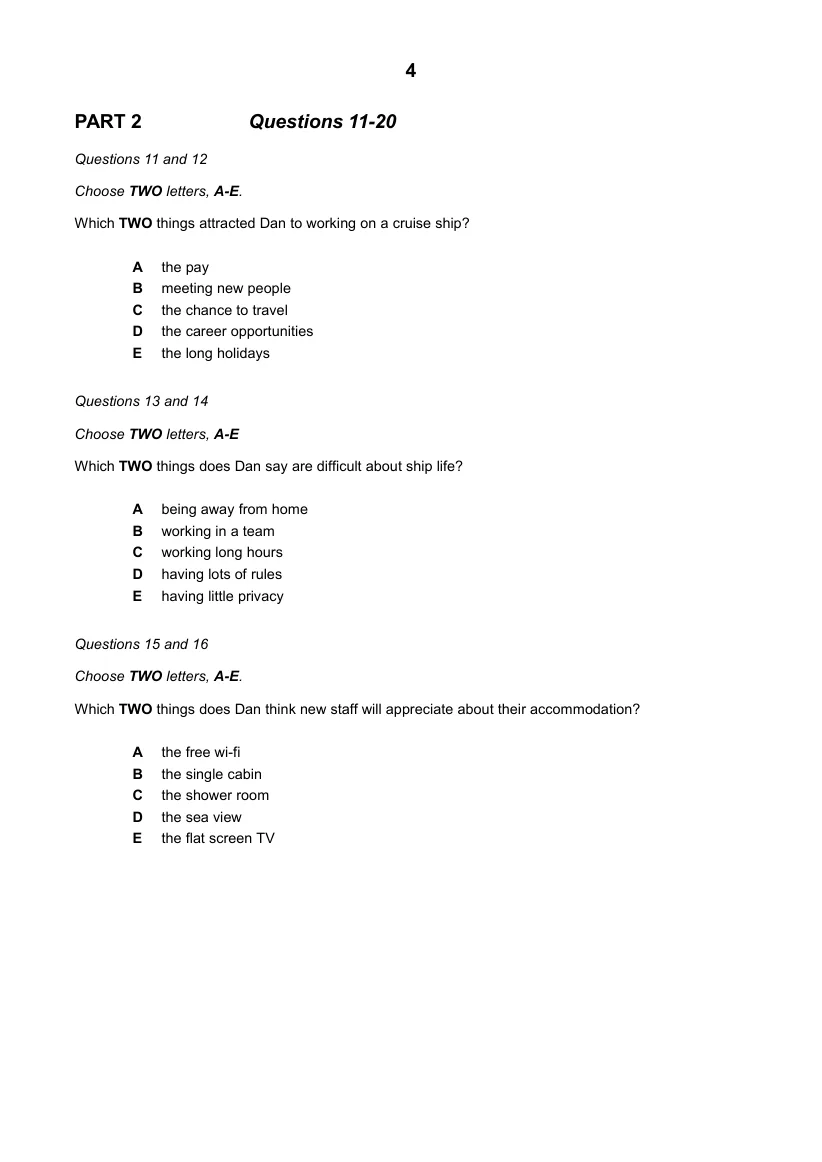 4
PART 2 Questions 11-20
Questions 11 and 12
Choose TWO letters, A-E.
Which TWO things attracted Dan to working on a cruise ship?
A the pay
B meeting new people
C the chance to travel
D the career opportunities
E the long holidays
Questions 13 and 14
Choose TWO letters, A-E
Which TWO things does Dan say are difficult about ship life?
A being away from home
B working in a team
C working long hours
D having lots of rules
E having little privacy
Questions 15 and 16
Choose TWO letters, A-E.
Which TWO things does Dan think new staff will appreciate about their accommodation?
A the free wi-fi
B the single cabin
C the shower room
D the sea view
E the flat screen TV